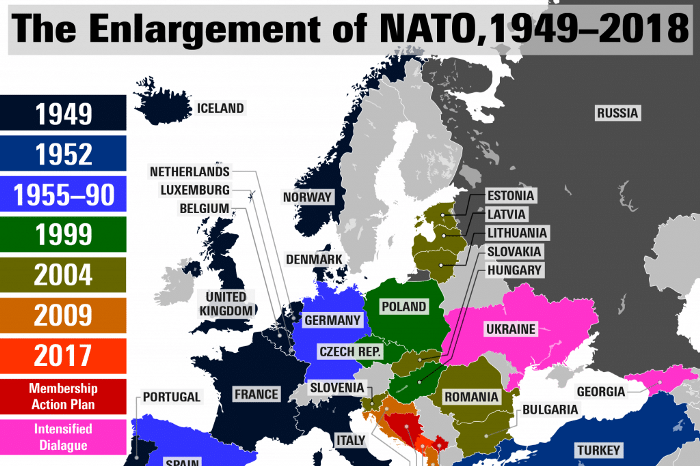 The Enlargement of NATO,1949–2018
1949
1952
1955–90
1999
2004
2009
2017
Membership
Action Plan
Intensified
Dialague
ICELAND
RUSSIA
NETHERLANDS
LUXEMBURG
BELGIUM
NORWAY
ESTONIA
LATVIA
LITHUANIA
SLOVAKIA
HUNGARY
DENMARK
UNITED
KINGDOM
GERMANY
POLAND
UKRAINE
CZECH REP.
FRANCE
SLOVENIA
ROMANIA
GEORGIA
PORTUGAL
BULGARIA
ITALY
TURKEY
SPAIN